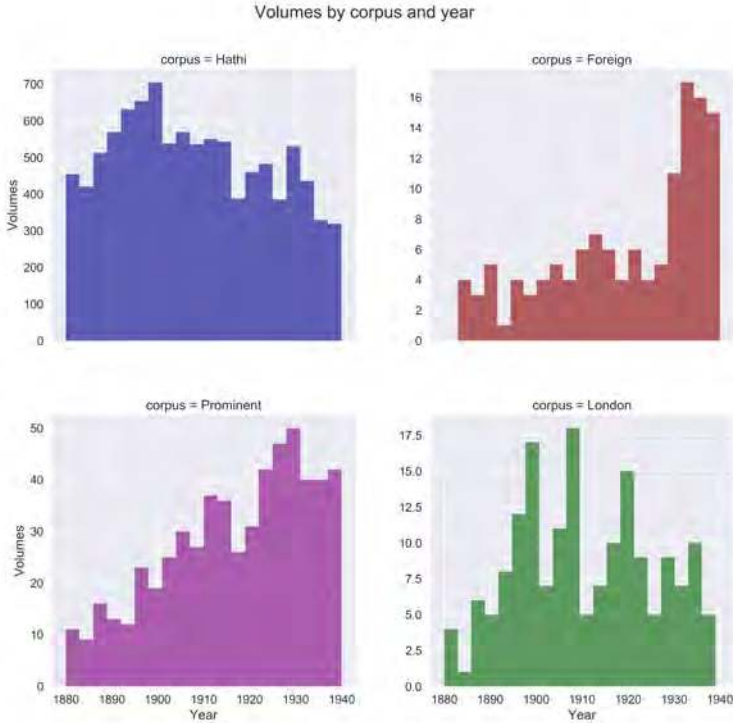 Volumes by corpus and year
corpus = Hathi
700
600
500
400
300
200
100
0
Volumes
corpus = Foreign
16
14
12
10
8
6
4
2
0
corpus = Prominent
50
40
30
20
10
0
Volumes
1880 1890 1900 1910 1920 1930 1940
Year
corpus = London
17.5
15.0
12.5
10.0
7.5
5.0
2.5
0.0
1880 1890 1900 1910 1920 1930 1940
Year